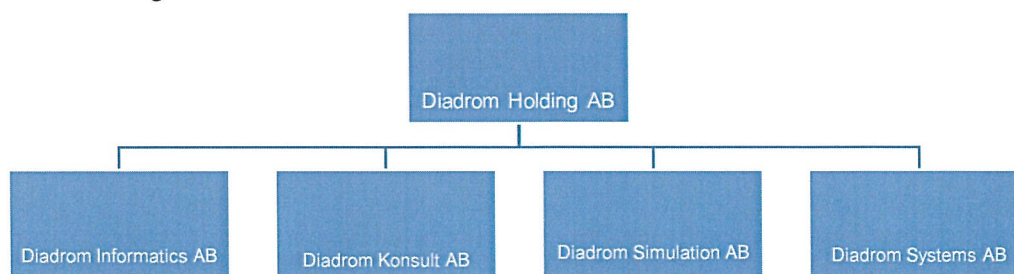 Diadrom Holding AB
Diadrom Informatics AB
Diadrom Konsult AB
Diadrom Simulation AB
Diadrom Systems AB